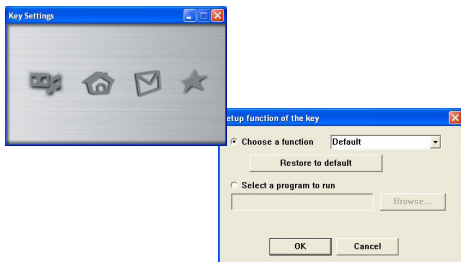 Key Settings
etup function of the key
Choose a function Default
Restore to default
Select a program to run
Browse...
OK Cancel